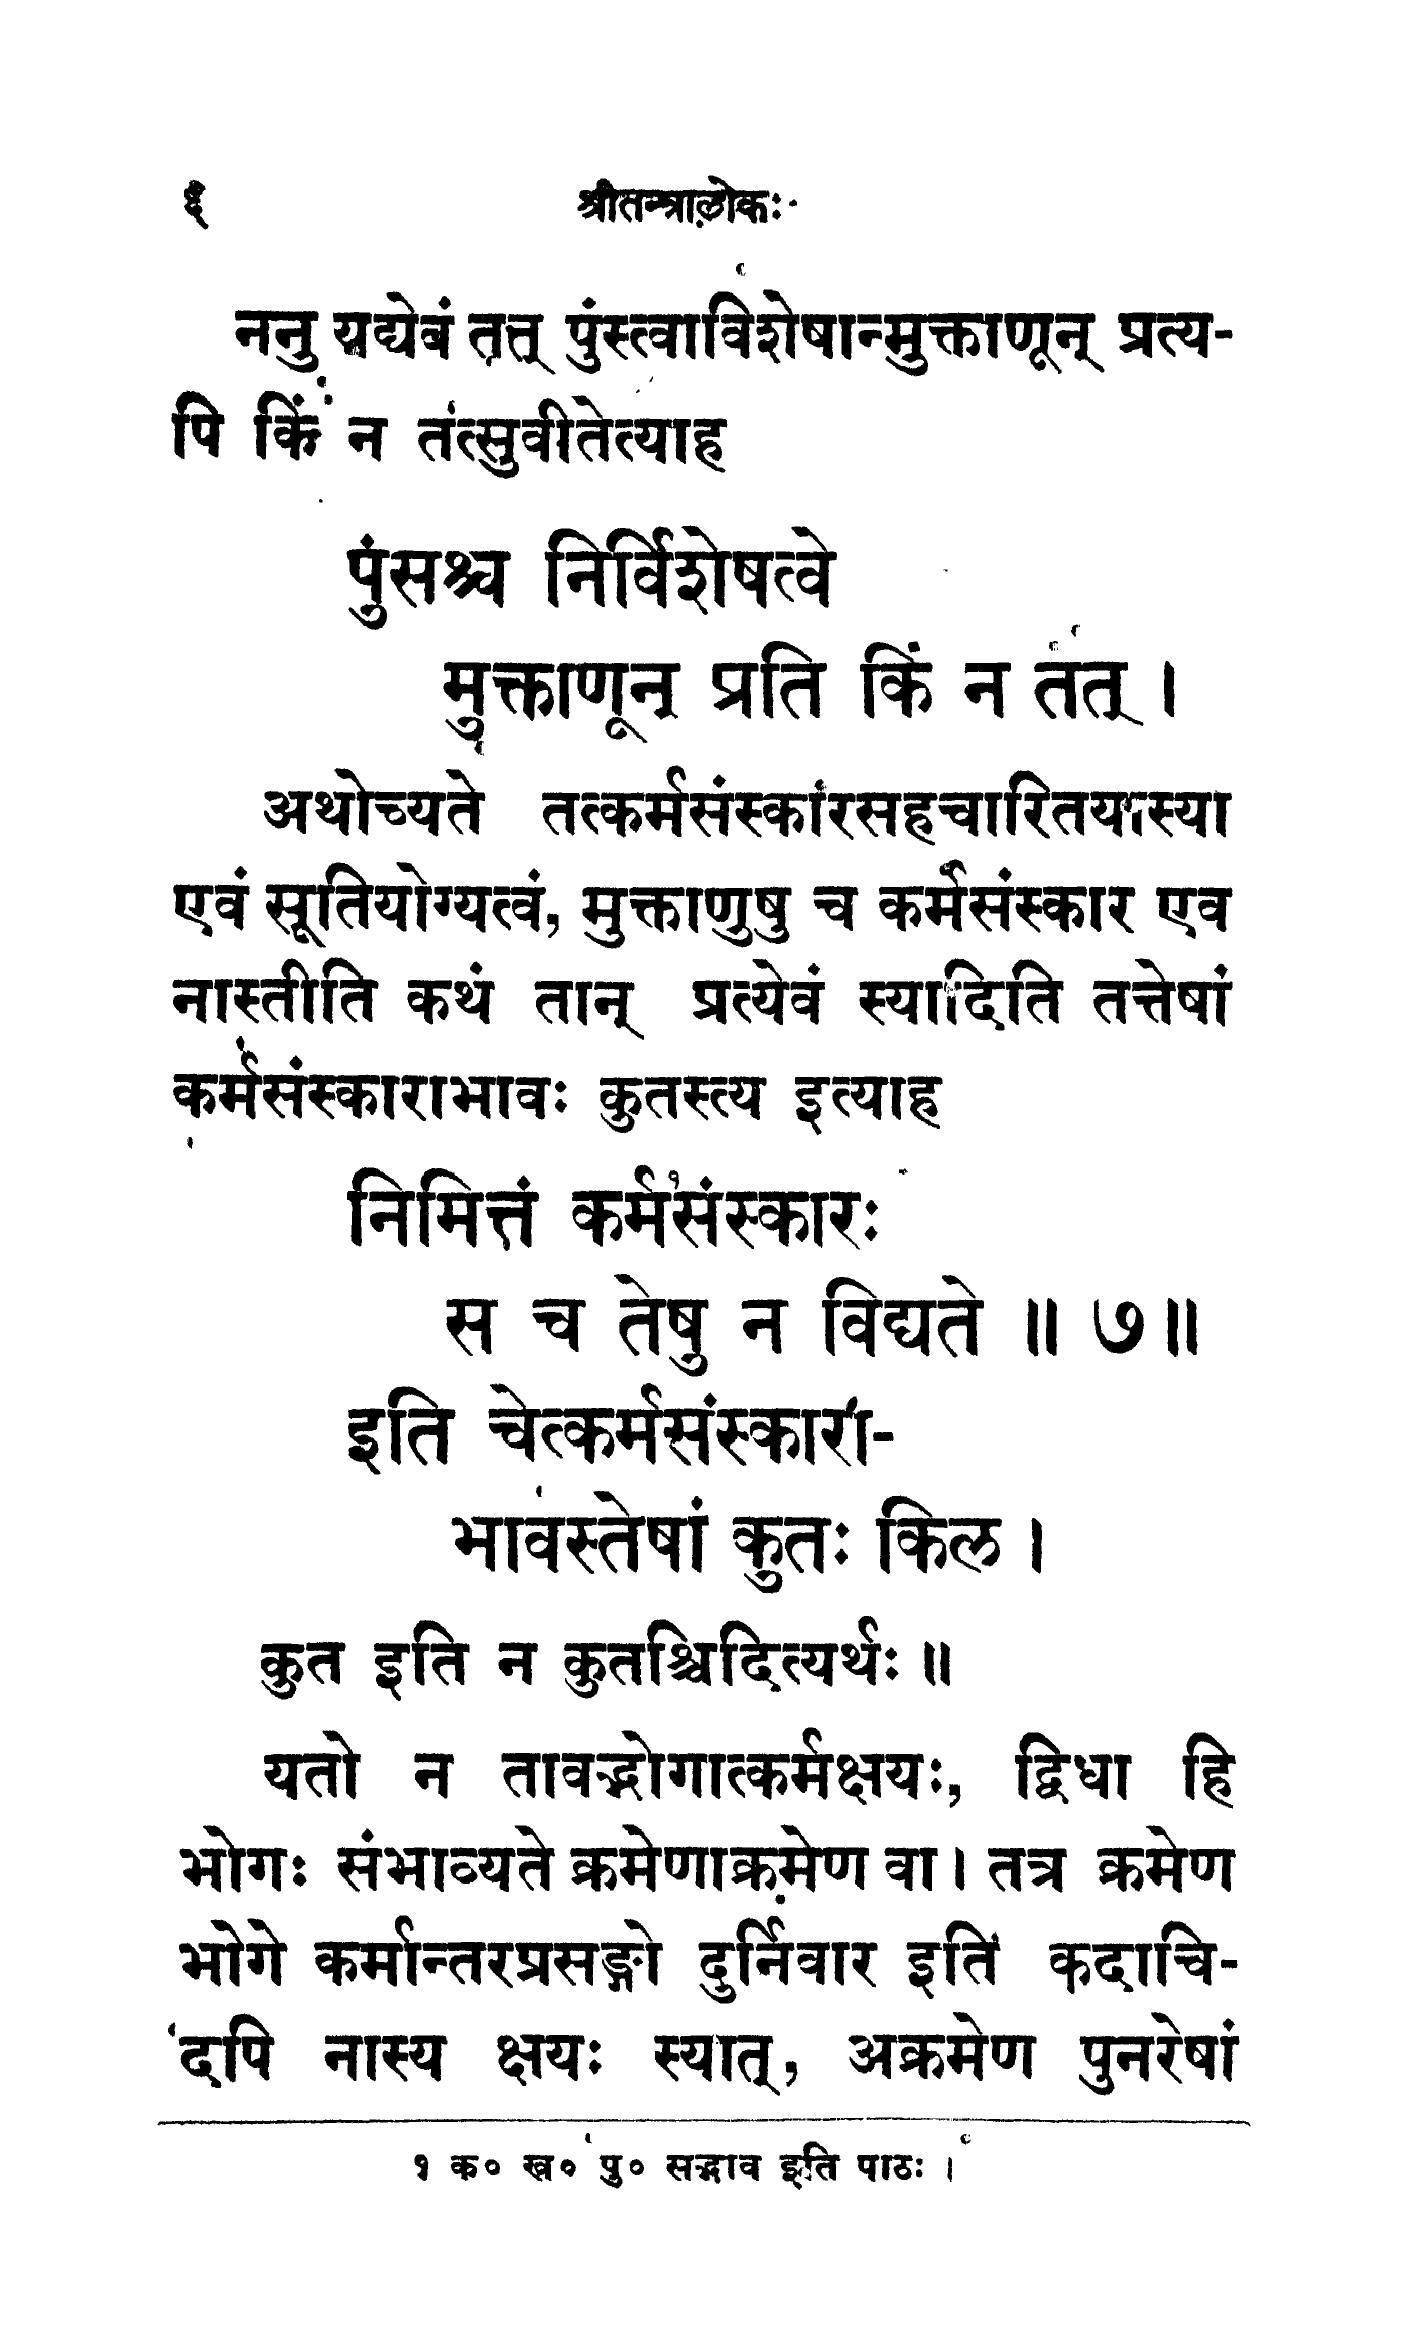 ६ श्रीतन्त्रालोकः
ननु यद्येवं तत् पुंस्त्वाविशेषान्मुक्ताणून् प्रत्य-
पि किं न तत्सुवीतेत्याह
पुंसश्च निर्विशेषत्वे
मुक्ताणून् प्रति किं न तत् ।
अथोच्यते तत्कर्मसंस्कारसहचारितयास्या
एवं सूतियोग्यत्वं, मुक्ताणुषु च कर्मसंस्कार एव
नास्तीति कथं तान् प्रत्येवं स्यादिति तत्तेषां
कर्मसंस्काराभावः कुतस्त्य इत्याह
निमित्तं कर्म१संस्कारः
स च तेषु न विद्यते ॥ ७ ॥
इति चेत्कर्मसंस्कारा-
भावस्तेषां कुतः किल ।
कुत इति न कुतश्चिदित्यर्थः ॥
यतो न तावद्भोगात्कर्मक्षयः, द्विधा हि
भोगः संभाव्यते क्रमेणाक्रमेण वा । तत्र क्रमेण
भोगे कर्मान्तरप्रसङ्गो दुर्निवार इति कदाचि-
दपि नास्य क्षयः स्यात्, अक्रमेण पुनरेषां
१ क० ख० पु० सद्भाव इति पाठः ।